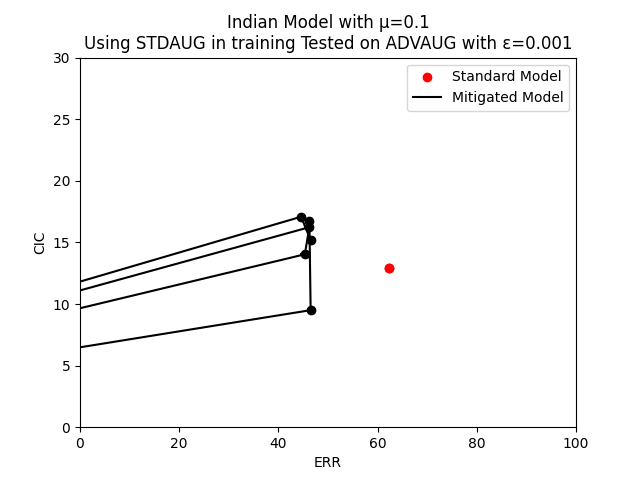 Indian Model with μ=0.1
Using STDAUG in training Tested on ADVAUG with ε=0.001
Standard Model
Mitigated Model
30
25
20
15
10
5
0
CIC
0 20 40 60 80 100
ERR